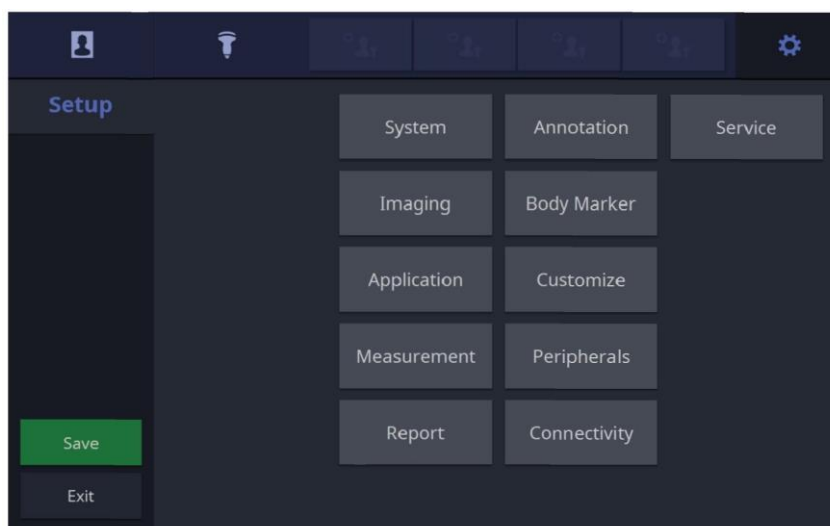 Setup
System
Annotation
Service
Imaging
Body Marker
Application
Customize
Measurement
Peripherals
Report
Connectivity
Save
Exit